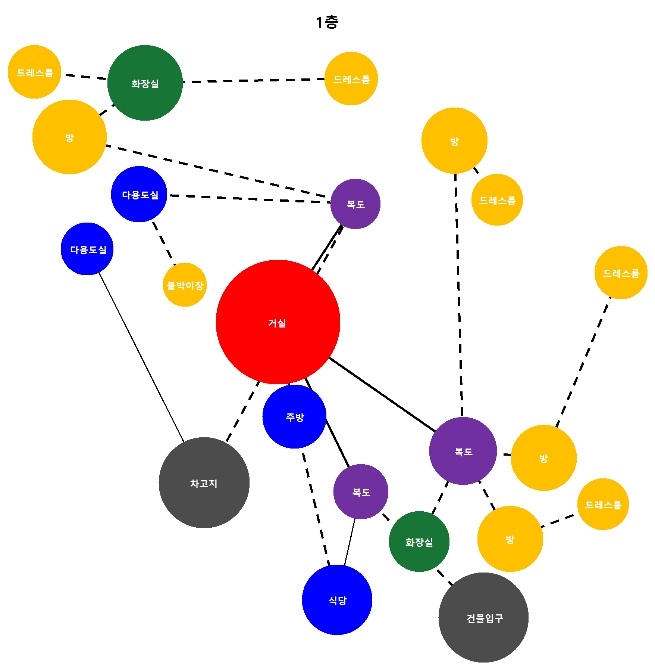 1층
드레스룸
화장실
드레스룸
방
방
다용도실
드레스룸
복도
다용도실
드레스룸
붙박이장
거실
주방
복도
방
차고지
복도
드레스룸
화장실
방
식당
건물입구